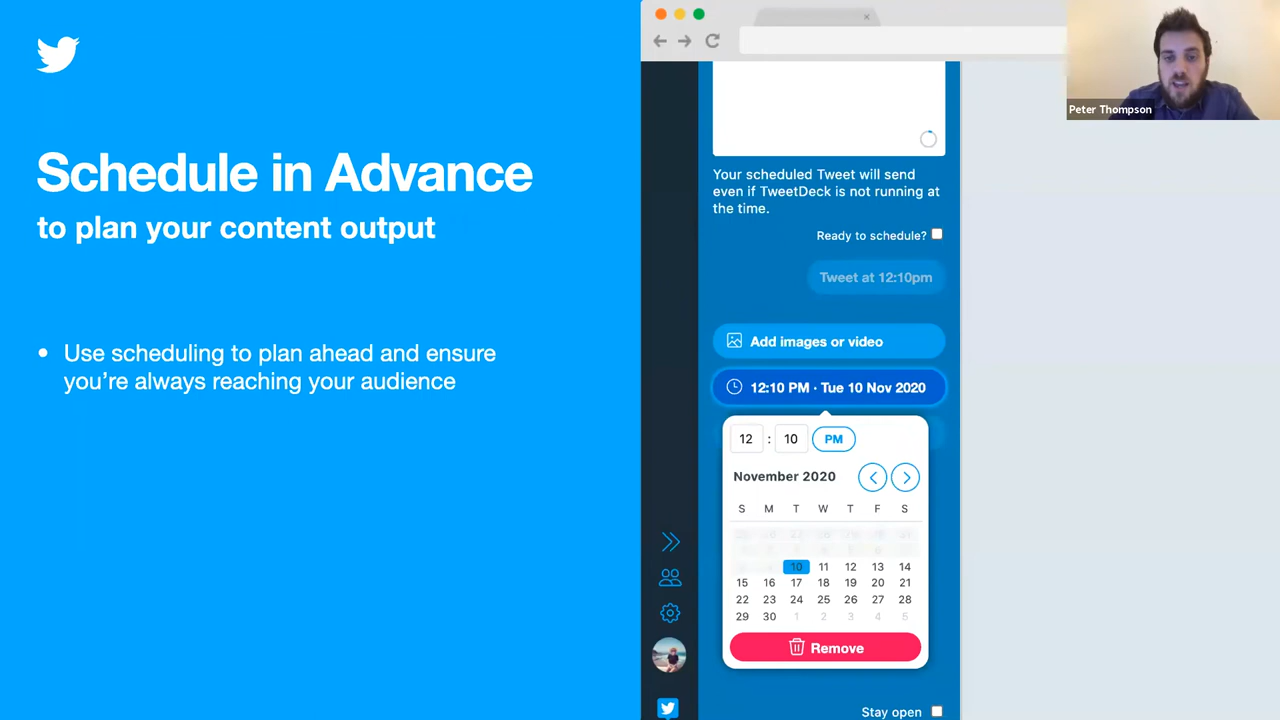 Schedule in Advance
to plan your content output
• Use scheduling to plan ahead and ensure
you’re always reaching your audience
Peter Thompson
Your scheduled Tweet will send
even if TweetDeck is not running at
the time.
Ready to schedule?
Tweet at 12:10pm
Add images or video
12:10 PM · Tue 10 Nov 2020
12 : 10 PM
November 2020
S M T W T F S
10 11 12 13 14
15 16 17 18 19 20 21
22 23 24 25 26 27 28
29 30 1 2 3 4 5
Remove
Stay open